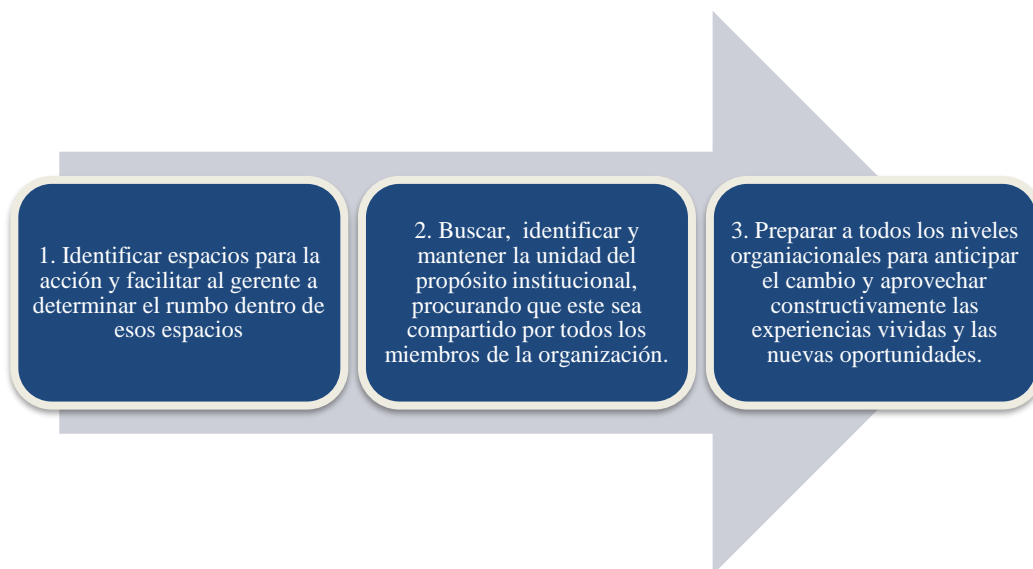 1. Identificar espacios para la
acción y facilitar al gerente a
determinar el rumbo dentro de
esos espacios
2. Buscar, identificar y
mantener la unidad del
propósito institucional,
procurando que este sea
compartido por todos los
miembros de la organización.
3. Preparar a todos los niveles
organiacionales para anticipar
el cambio y aprovechar
constructivamente las
experiencias vividas y las
nuevas oportunidades.